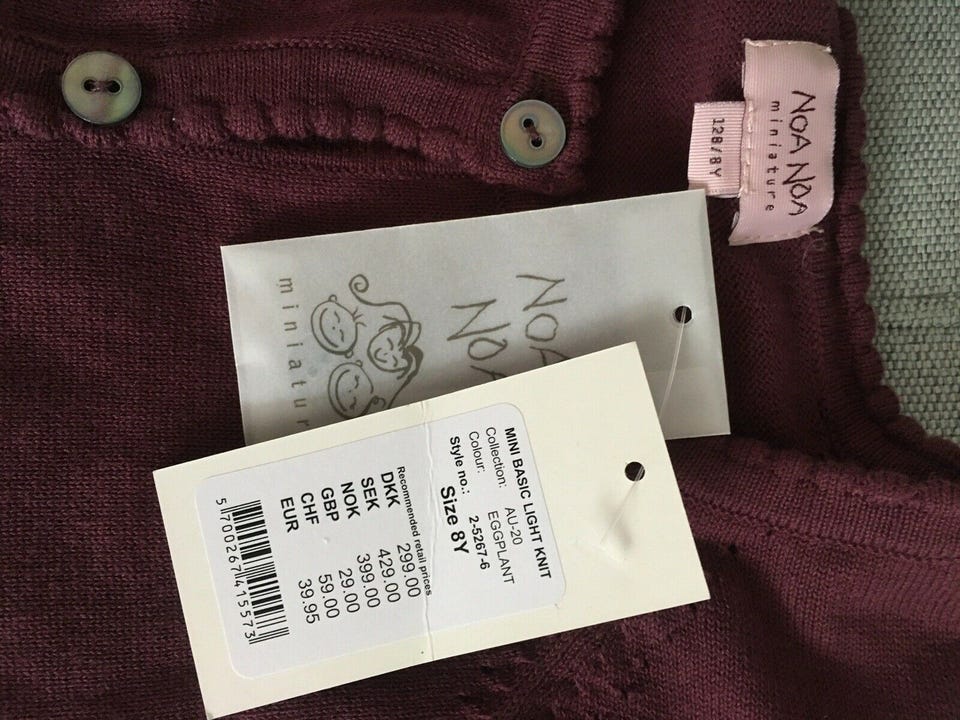 NOA NOA
miniature
128/8Y
NOA
NOA
miniatur
MINI BASIC LIGHT KNIT
Collection: AU-20
Colour: EGGPLANT
Style no.: 2-5267-6
Size 8Y
Recommended retail prices
DKK 299.00
SEK 429.00
NOK 399.00
GBP 29.00
CHF 59.00
EUR 39.95
5 700267 415573